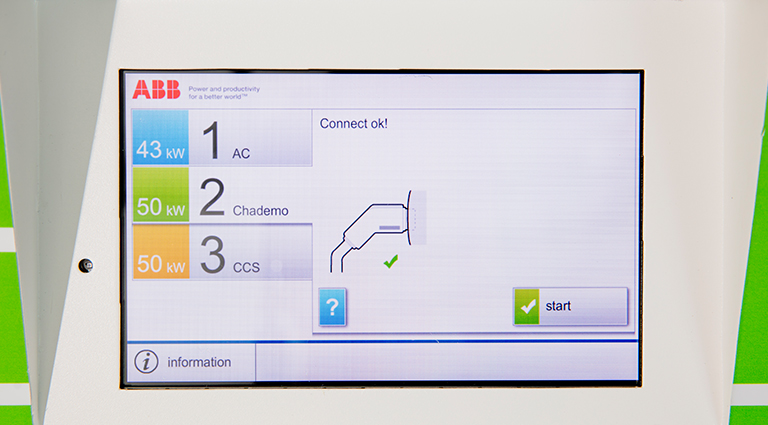 ABB
Power and productivity
for a better world™
43 kW
1 AC
50 kW
2 Chademo
50 kW
3 CCS
Connect ok!
?
start
i information